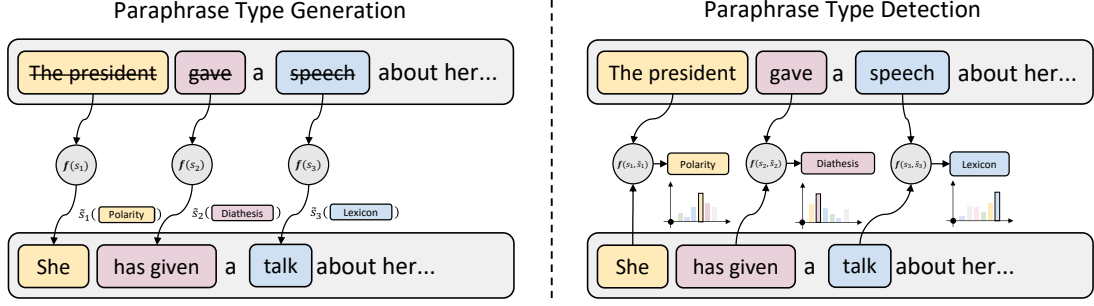 Paraphrase Type Generation
The president gave a speech about her...
f(s₁) f(s₂) f(s₃)
s̃₁( Polarity ) s̃₂( Diathesis ) s̃₃( Lexicon )
She has given a talk about her...
Paraphrase Type Detection
The president gave a speech about her...
f(s₁, s̃₁) Polarity f(s₂, s̃₂) Diathesis f(s₃, s̃₃) Lexicon
She has given a talk about her...